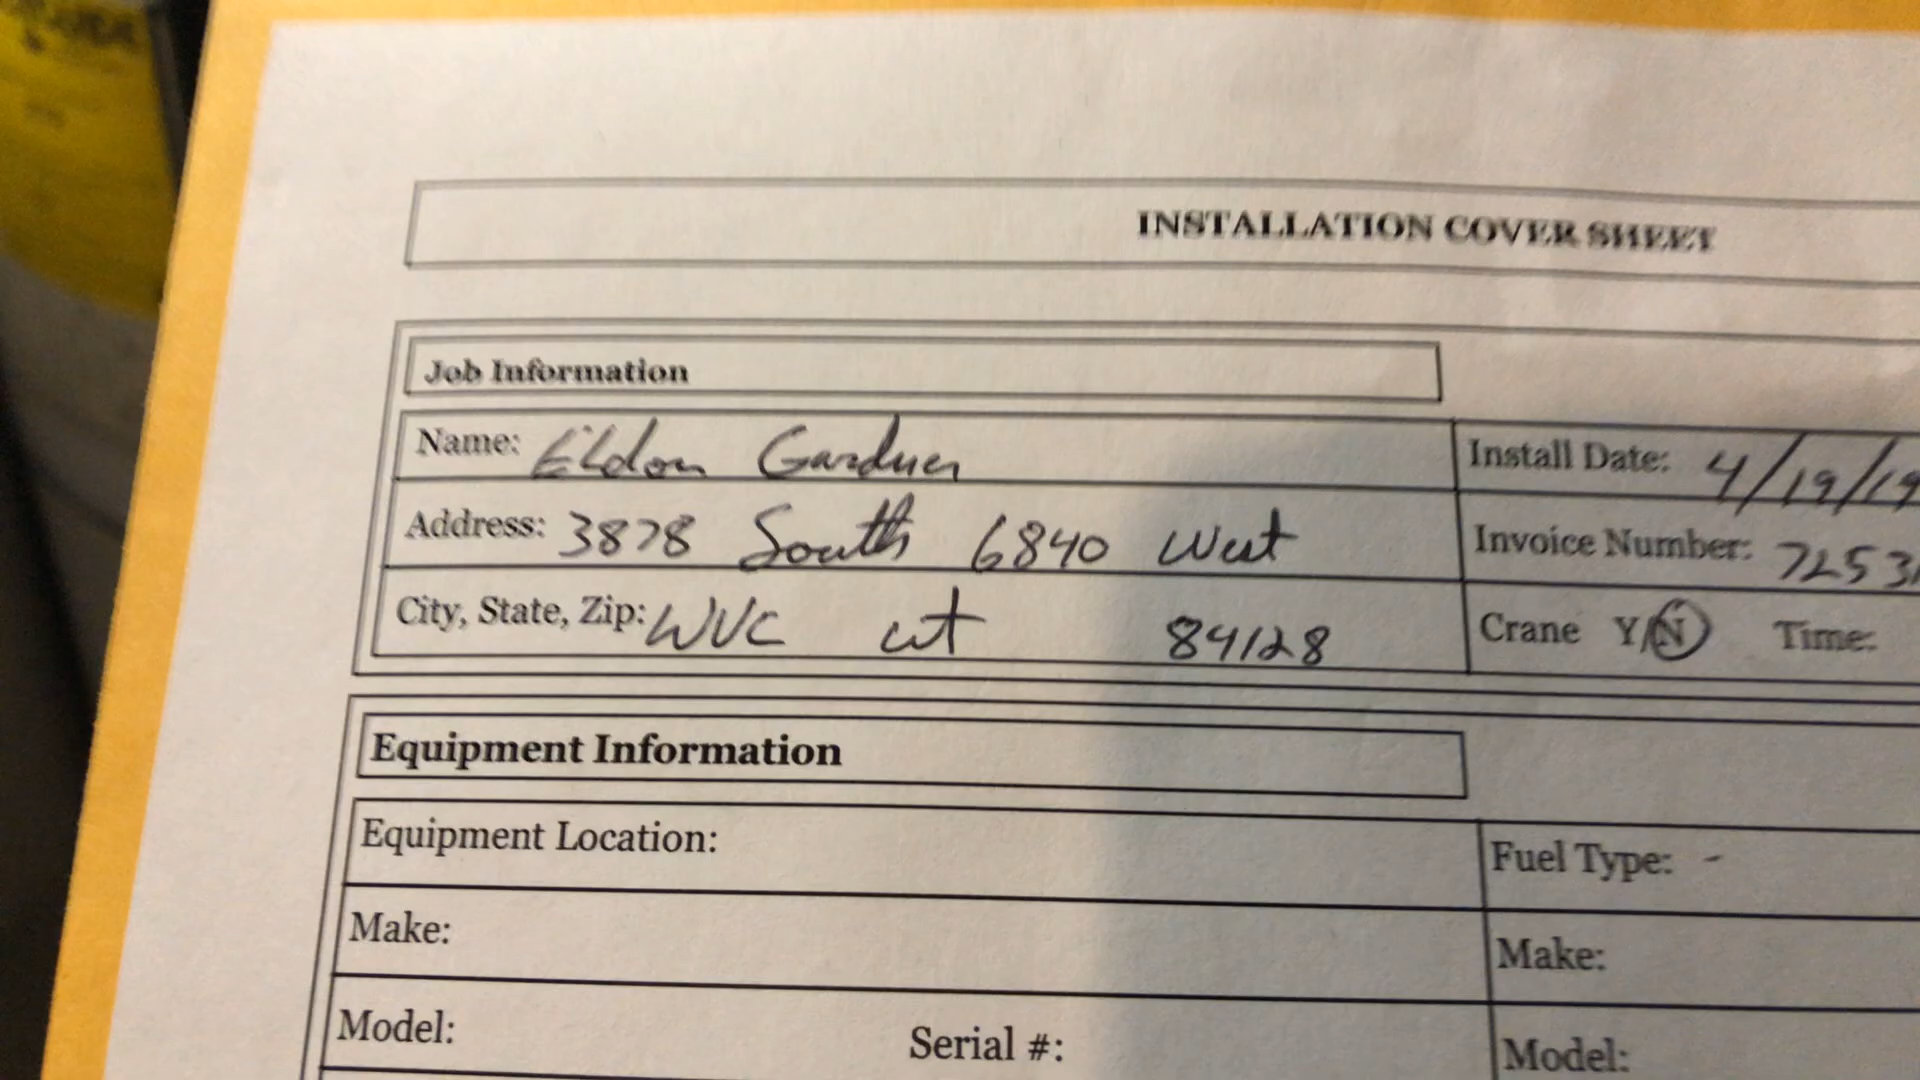 INSTALLATION COVER SHEET
Job Information
Name: Eldon Gardner
Install Date: 4/19/19
Address: 3878 South 6840 West
Invoice Number: 7253
City, State, Zip: WVC ut 84128
Crane Y/N Time:
Equipment Information
Equipment Location:
Fuel Type: -
Make:
Make:
Model: Serial #:
Model: